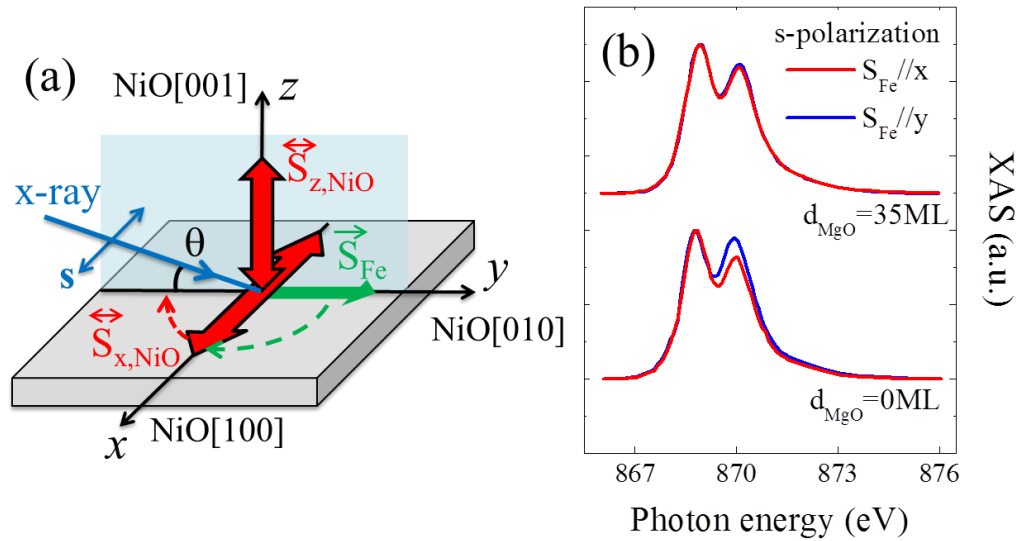 (a)
NiO[001]
z
S_z,NiO
x-ray
θ
s
S_Fe
y
NiO[010]
S_x,NiO
x
NiO[100]
(b)
s-polarization
S_Fe//x
S_Fe//y
d_MgO=35ML
d_MgO=0ML
XAS (a.u.)
867 870 873 876
Photon energy (eV)